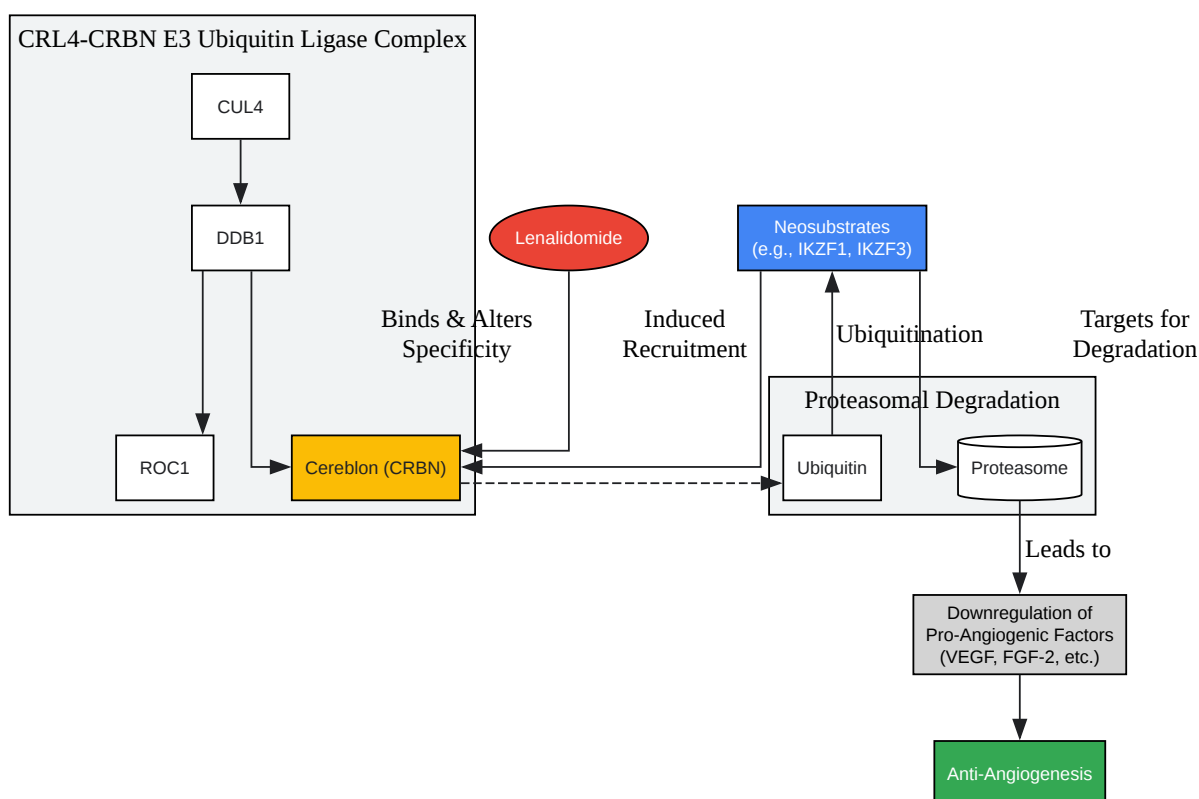 CRL4-CRBN E3 Ubiquitin Ligase Complex
CUL4
DDB1
Lenalidomide
Neosubstrates
(e.g., IKZF1, IKZF3)
Binds & Alters
Specificity
Induced
Recruitment
Ubiquitination
Targets for
Degradation
Proteasomal Degradation
ROC1
Cereblon (CRBN)
Ubiquitin
Proteasome
Leads to
Downregulation of
Pro-Angiogenic Factors
(VEGF, FGF-2, etc.)
Anti-Angiogenesis